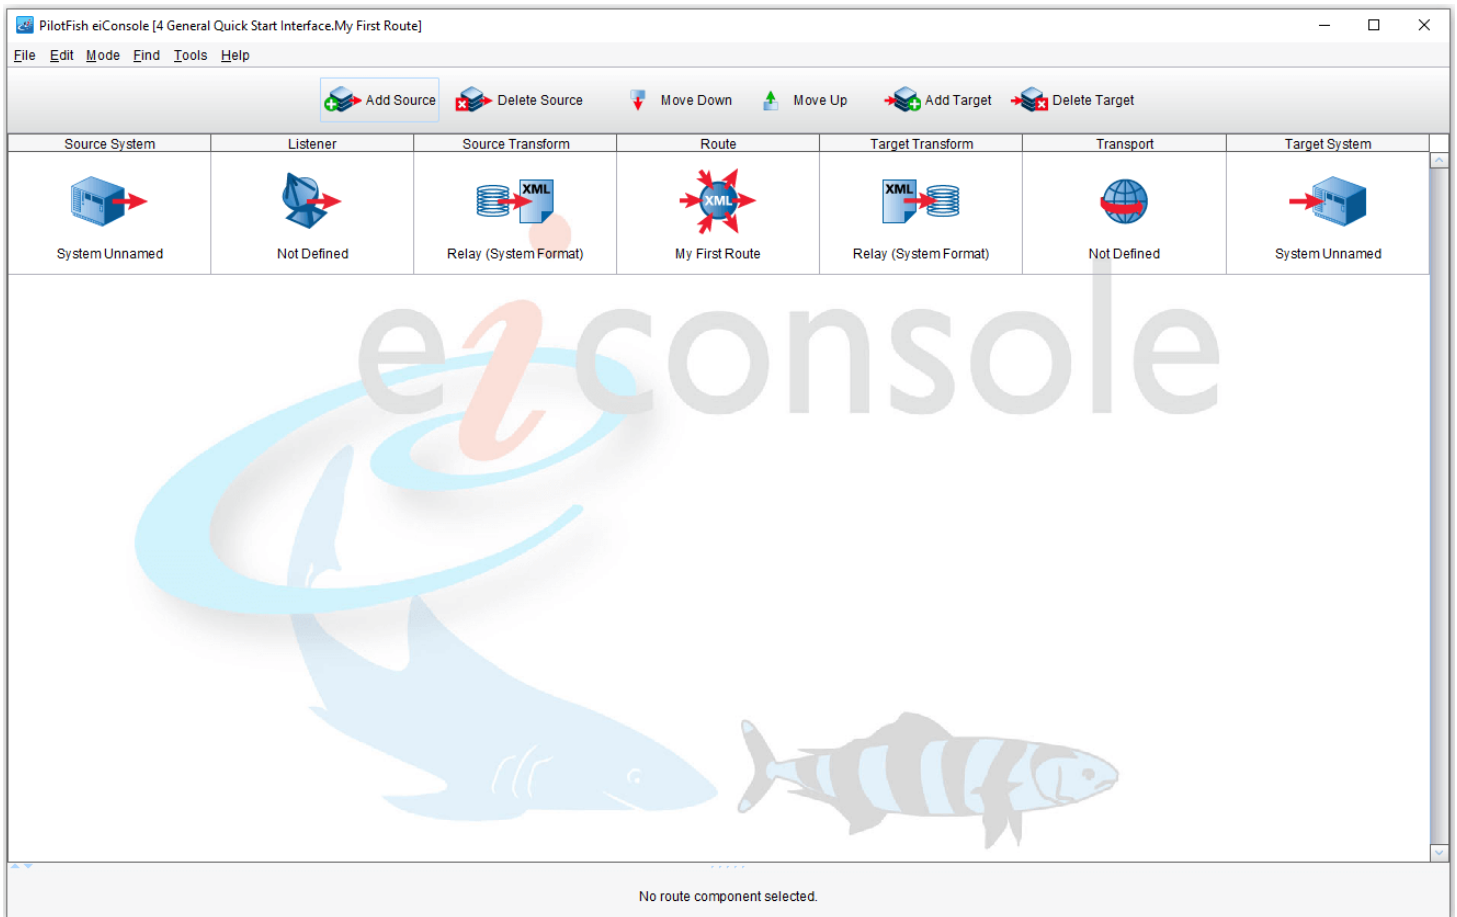 PilotFish eiConsole [4 General Quick Start Interface.My First Route]
File Edit Mode Find Tools Help
Add Source Delete Source Move Down Move Up Add Target Delete Target
Source System Listener Source Transform Route Target Transform Transport Target System
XML XML XML
System Unnamed Not Defined Relay (System Format) My First Route Relay (System Format) Not Defined System Unnamed
eiconsole
No route component selected.